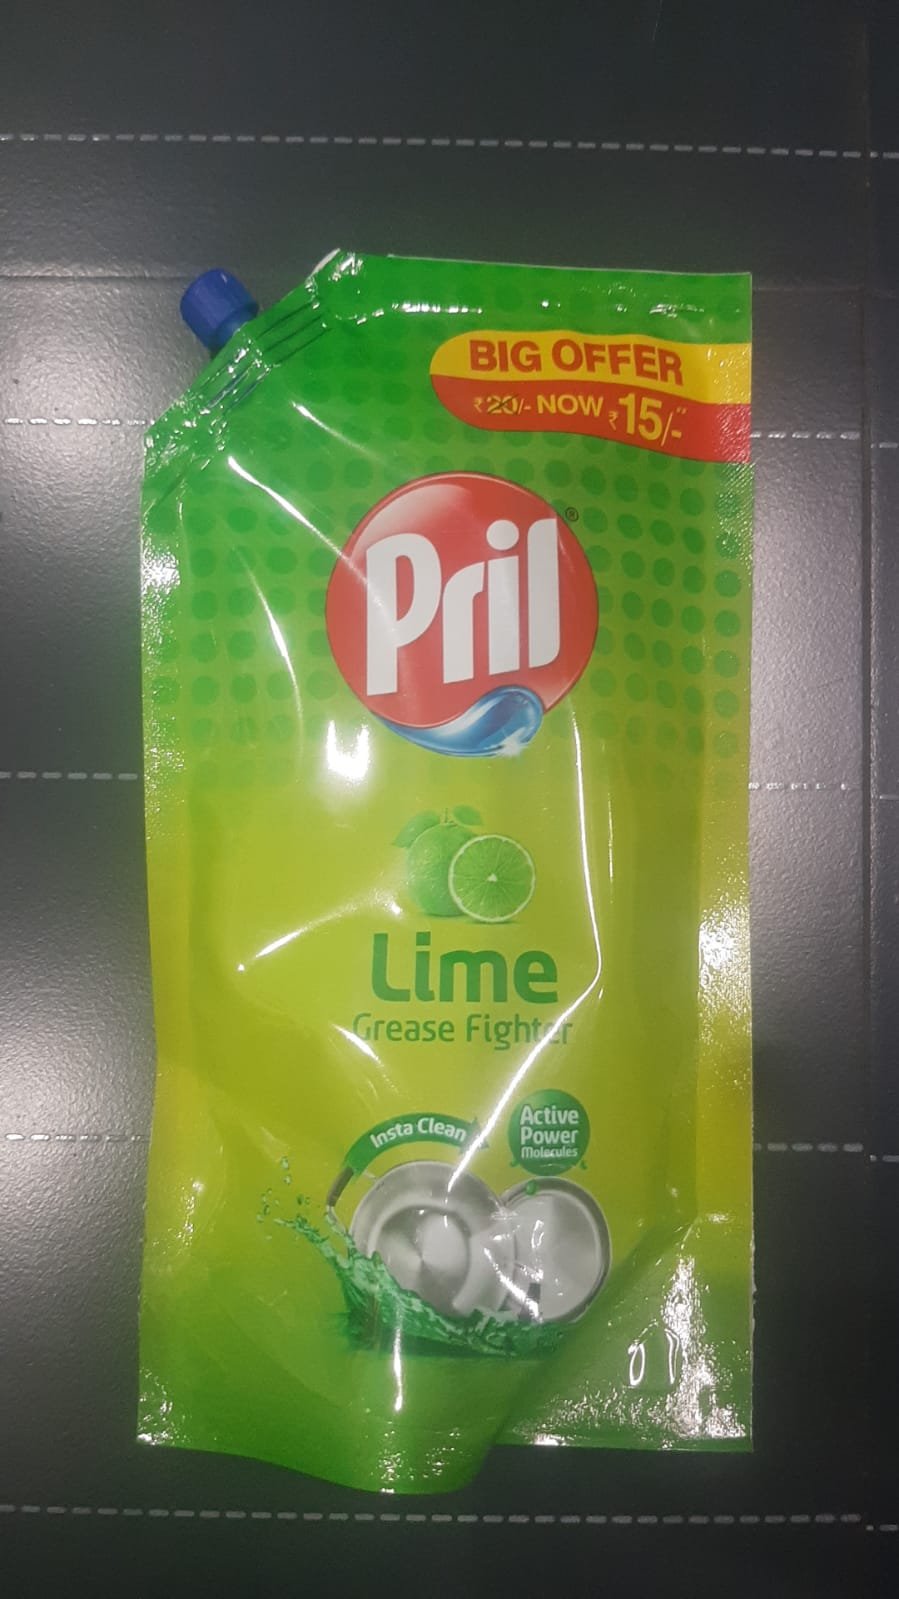 BIG OFFER
₹20/- NOW ₹15/-**
Pril®
Lime
Grease Fighter
Insta Clean
Active
Power
Molecules